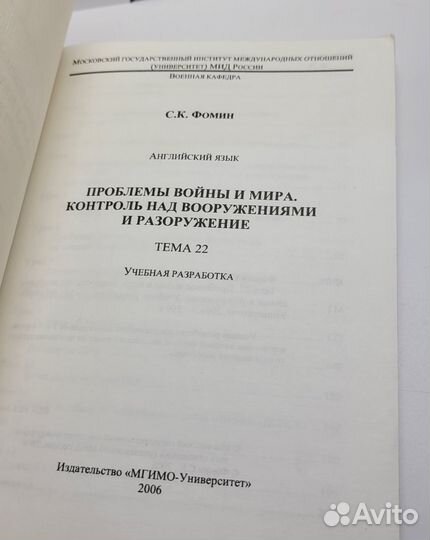 Московский государственный институт международных отношений
(университет) МИД России
Военная кафедра
С.К. Фомин
Английский язык
ПРОБЛЕМЫ ВОЙНЫ И МИРА.
КОНТРОЛЬ НАД ВООРУЖЕНИЯМИ
И РАЗОРУЖЕНИЕ
ТЕМА 22
Учебная разработка
Издательство «МГИМО-Университет»
2006
Avito